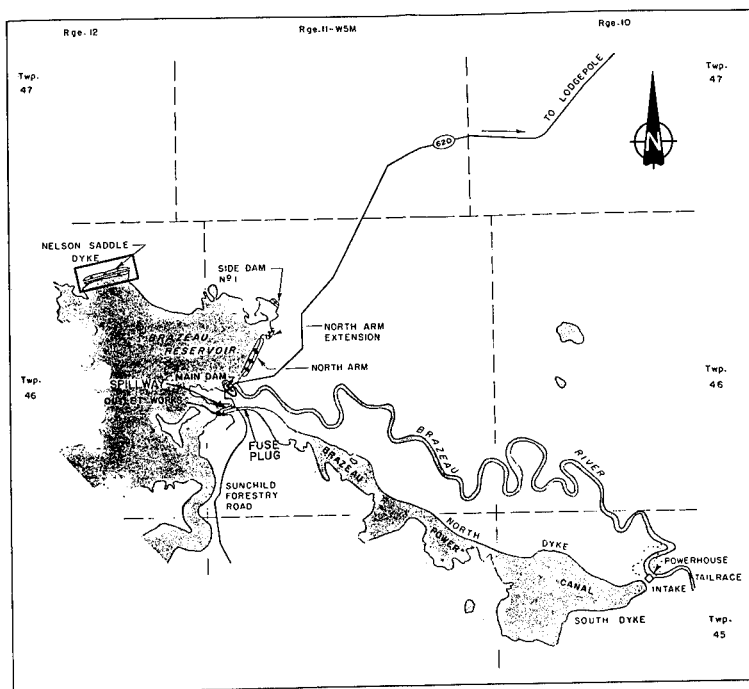 Rge. 12
Rge. 11-W5M
Rge. 10
Twp.
47
Twp.
47
TO LODGEPOLE
620
N
NELSON SADDLE
DYKE
SIDE DAM
Nº 1
BRAZEAU
RESERVOIR
NORTH ARM
EXTENSION
MAIN DAM
NORTH ARM
SPILLWAY
OUTLET WORKS
Twp.
46
Twp.
46
FUSE
PLUG
BRAZEAU
RIVER
BRAZEAU
SUNCHILD
FORESTRY
ROAD
NORTH
DYKE
POWER
POWERHOUSE
TAILRACE
CANAL
INTAKE
SOUTH DYKE
Twp.
45